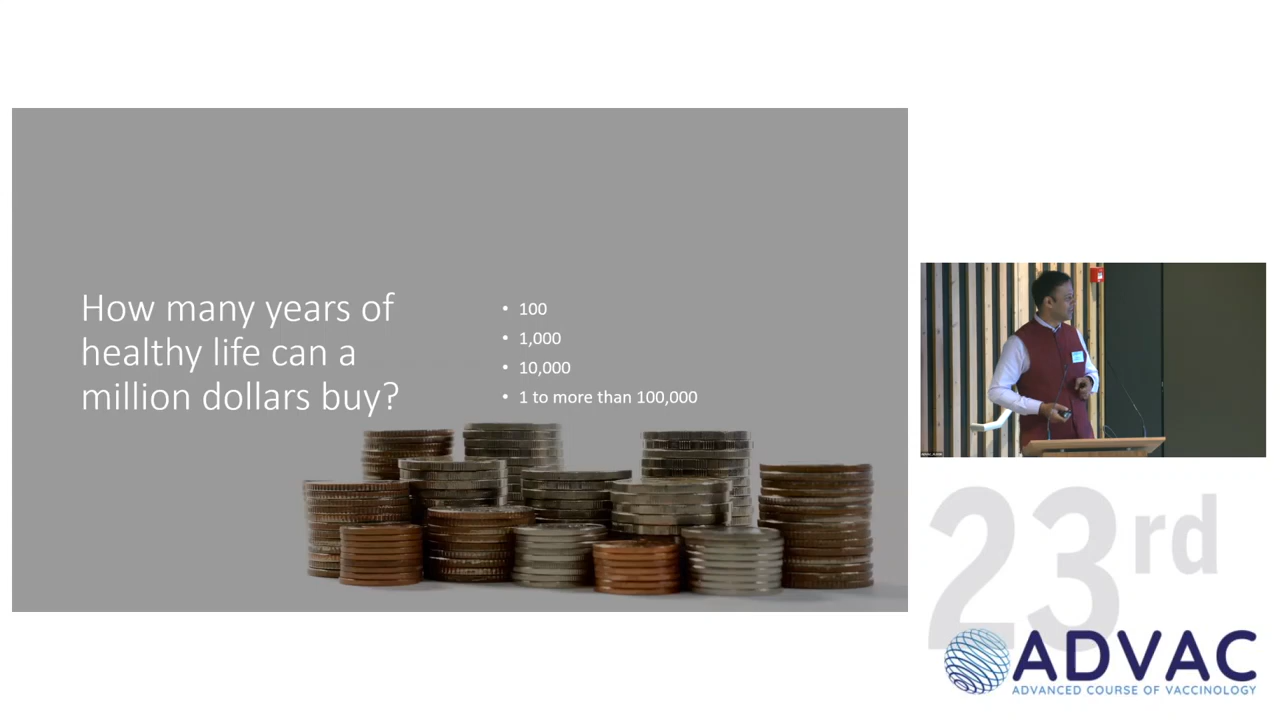 How many years of
healthy life can a
million dollars buy?
• 100
• 1,000
• 10,000
• 1 to more than 100,000
23rd
ADVAC
ADVANCED COURSE OF VACCINOLOGY